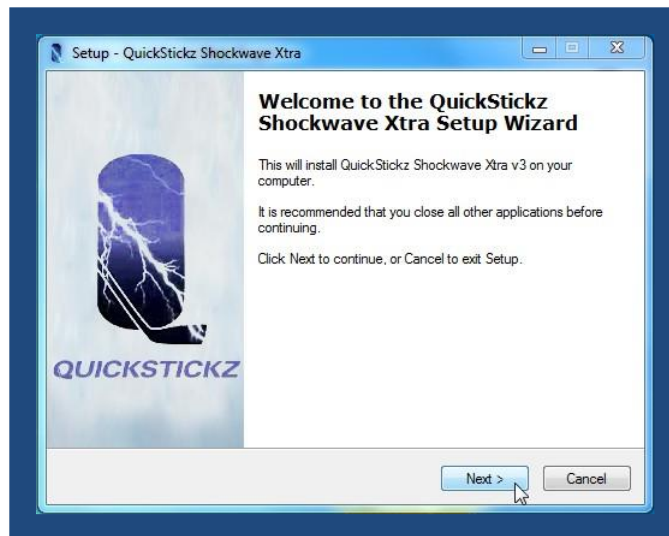 Setup - QuickStickz Shockwave Xtra
Welcome to the QuickStickz
Shockwave Xtra Setup Wizard
This will install QuickStickz Shockwave Xtra v3 on your
computer.
It is recommended that you close all other applications before
continuing.
Click Next to continue, or Cancel to exit Setup.
QUICKSTICKZ
Next >
Cancel